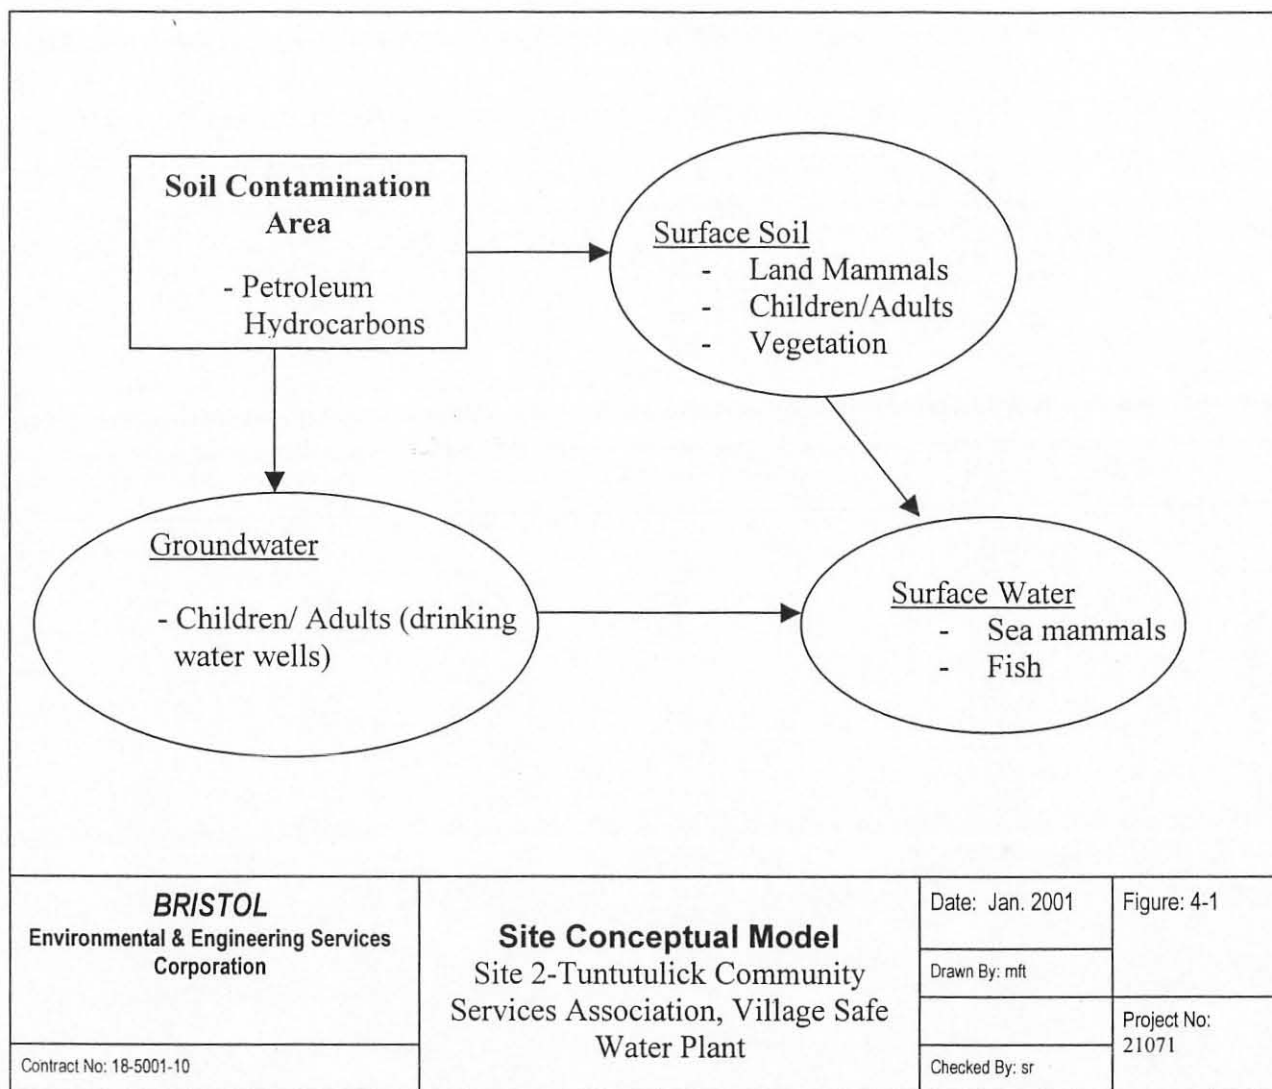 Soil Contamination
Area
- Petroleum
Hydrocarbons
Surface Soil
- Land Mammals
- Children/Adults
- Vegetation
Groundwater
- Children/ Adults (drinking
water wells)
Surface Water
- Sea mammals
- Fish
BRISTOL
Environmental & Engineering Services
Corporation
Contract No: 18-5001-10
Site Conceptual Model
Site 2-Tuntutulick Community
Services Association, Village Safe
Water Plant
Date: Jan. 2001
Drawn By: mft
Checked By: sr
Figure: 4-1
Project No:
21071